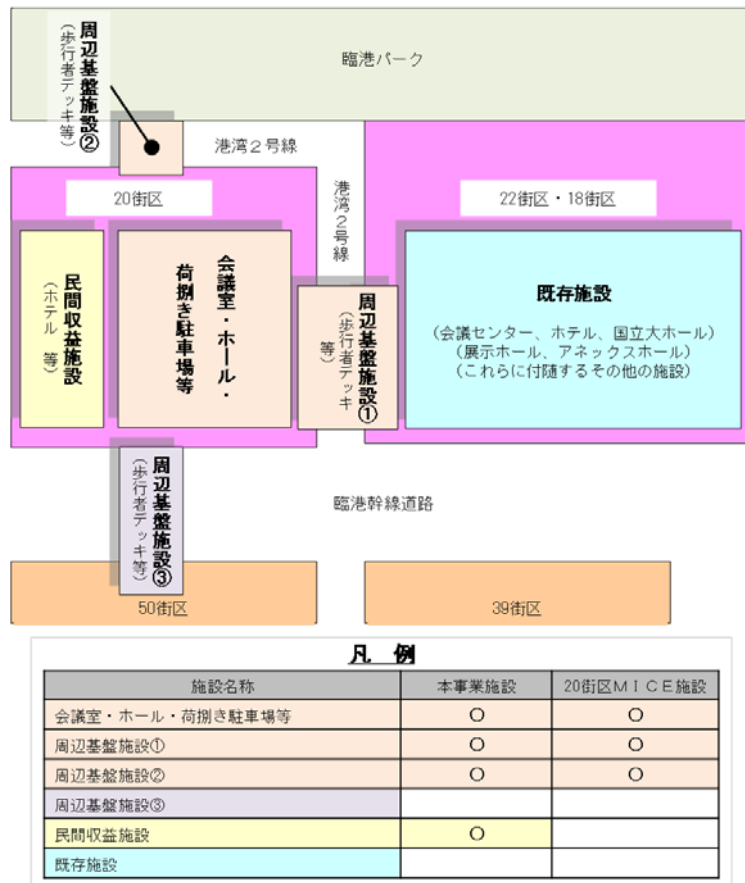 臨港パーク
周辺基盤施設②
（歩行者デッキ等）
港湾２号線
20街区
港湾２号線
22街区・18街区
民間収益施設
（ホテル　等）
会議室・ホール・
荷捌き駐車場等
周辺基盤施設①
（歩行者デッキ
等）
既存施設
（会議センター、ホテル、国立大ホール）
（展示ホール、アネックスホール）
（これらに付随するその他の施設）
周辺基盤施設③
（歩行者デッキ等）
臨港幹線道路
50街区
39街区
凡　例
施設名称 本事業施設 20街区ＭＩＣＥ施設
会議室・ホール・荷捌き駐車場等 ○ ○
周辺基盤施設① ○ ○
周辺基盤施設② ○ ○
周辺基盤施設③
民間収益施設 ○
既存施設